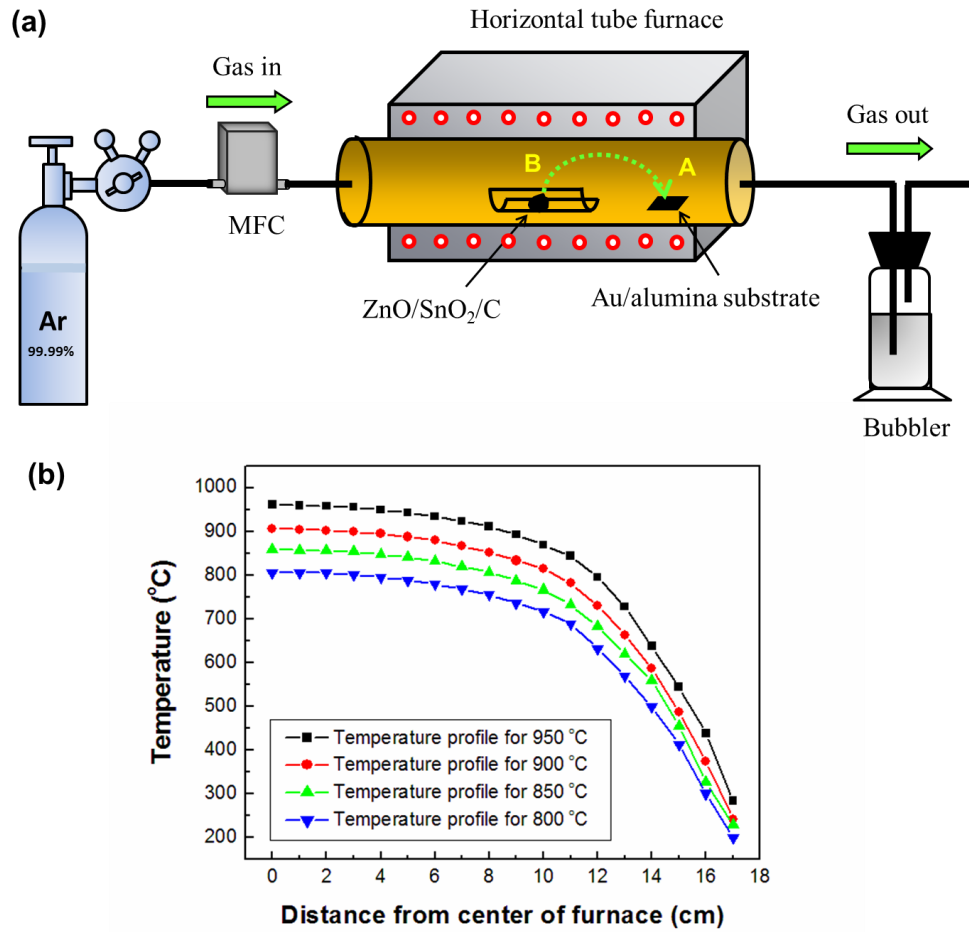 (a)
Horizontal tube furnace
Gas in
Gas out
B
A
MFC
Ar
99.99%
ZnO/SnO₂/C
Au/alumina substrate
Bubbler
(b)
1000
900
800
700
600
500
400
300
200
Temperature (°C)
Temperature profile for 950 °C
Temperature profile for 900 °C
Temperature profile for 850 °C
Temperature profile for 800 °C
0 2 4 6 8 10 12 14 16 18
Distance from center of furnace (cm)